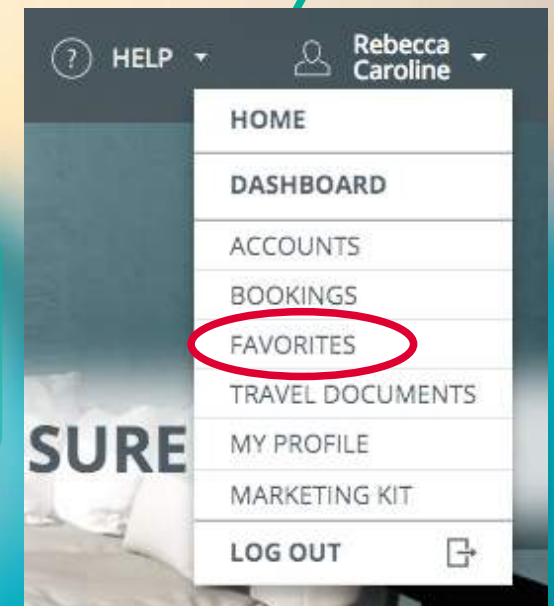 ? HELP
Rebecca
Caroline
HOME
DASHBOARD
ACCOUNTS
BOOKINGS
FAVORITES
TRAVEL DOCUMENTS
SURE
MY PROFILE
MARKETING KIT
LOG OUT